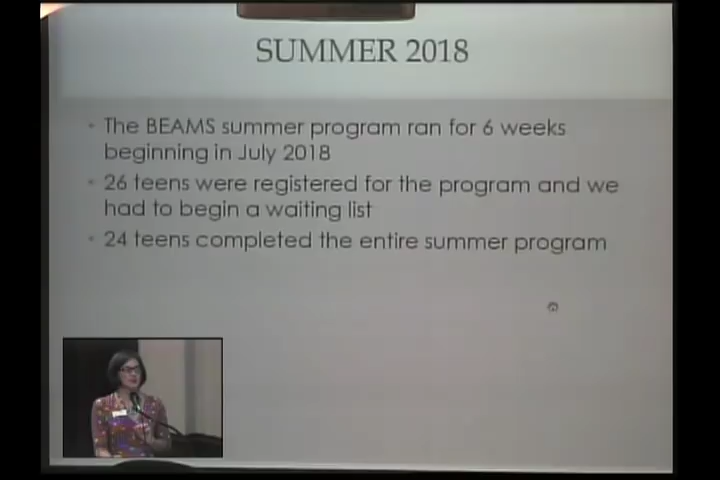 SUMMER 2018
The BEAMS summer program ran for 6 weeks
beginning in July 2018
26 teens were registered for the program and we
had to begin a waiting list
24 teens completed the entire summer program